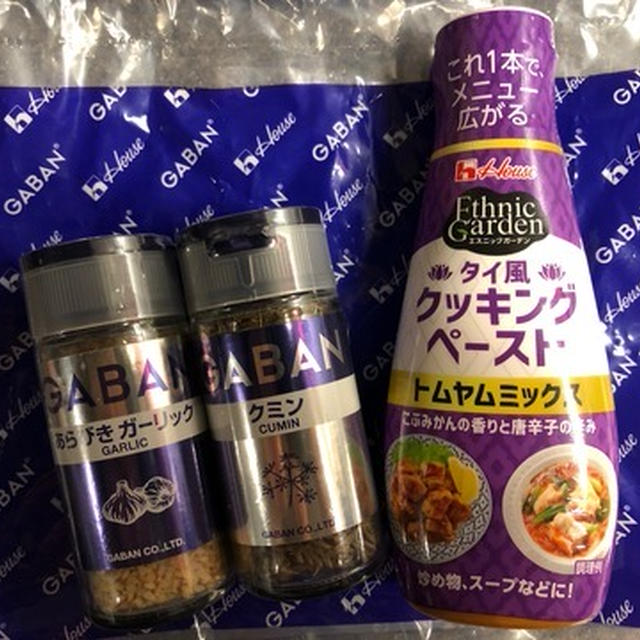 GABAN
あらびきガーリック
GARLIC
GABAN CO.,LTD.
GABAN
クミン
CUMIN
GABAN CO.,LTD.
これ1本で、
メニュー
広がる
House
Ethnic
Garden
エスニックガーデン
タイ風
クッキング
ペースト
トムヤムミックス
こぶみかんの香りと唐辛子の辛み
調理例
炒め物、スープなどに!
House
GABAN
House
GABAN
House
GABAN